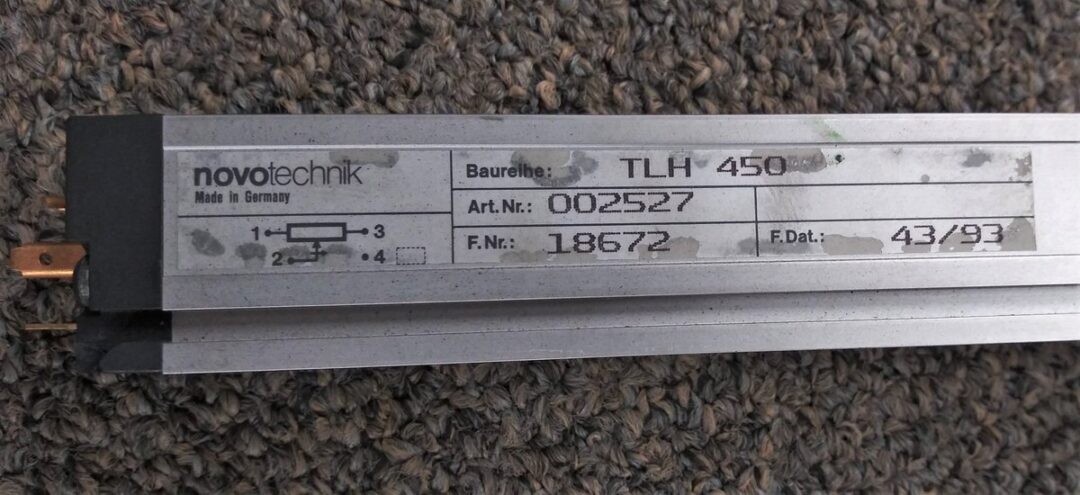 novotechnik
Made in Germany
1 3
2 4
Baureihe: TLH 450
Art.Nr.: 002527
F.Nr.: 18672 F.Dat.: 43/93